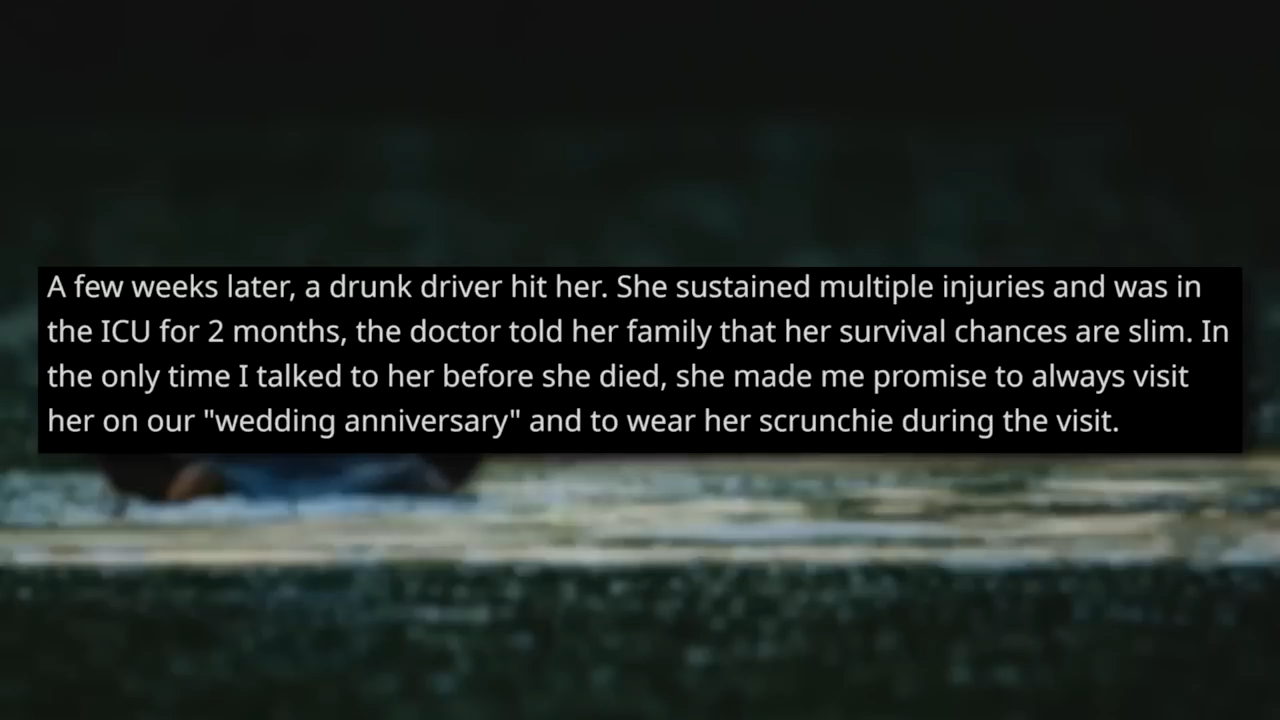 A few weeks later, a drunk driver hit her. She sustained multiple injuries and was in
the ICU for 2 months, the doctor told her family that her survival chances are slim. In
the only time I talked to her before she died, she made me promise to always visit
her on our "wedding anniversary" and to wear her scrunchie during the visit.